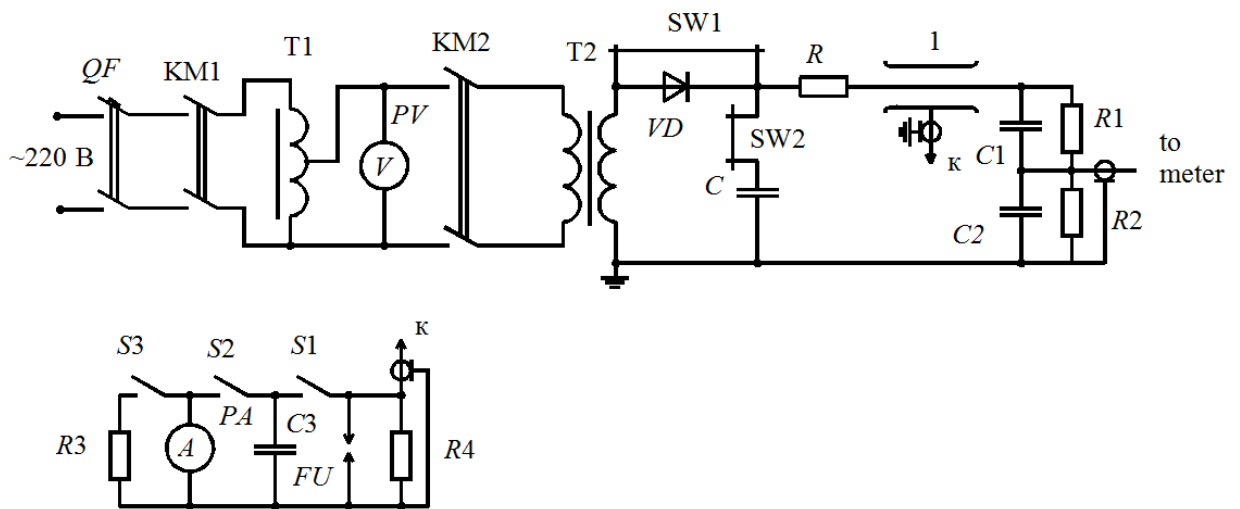 SW1
KM2
T1
T2
R
1
QF
KM1
PV
R1
VD
SW2
to
meter
~220 В
V
к
C1
C
C2
R2
к
S3
S2
S1
PA
C3
R3
A
FU
R4